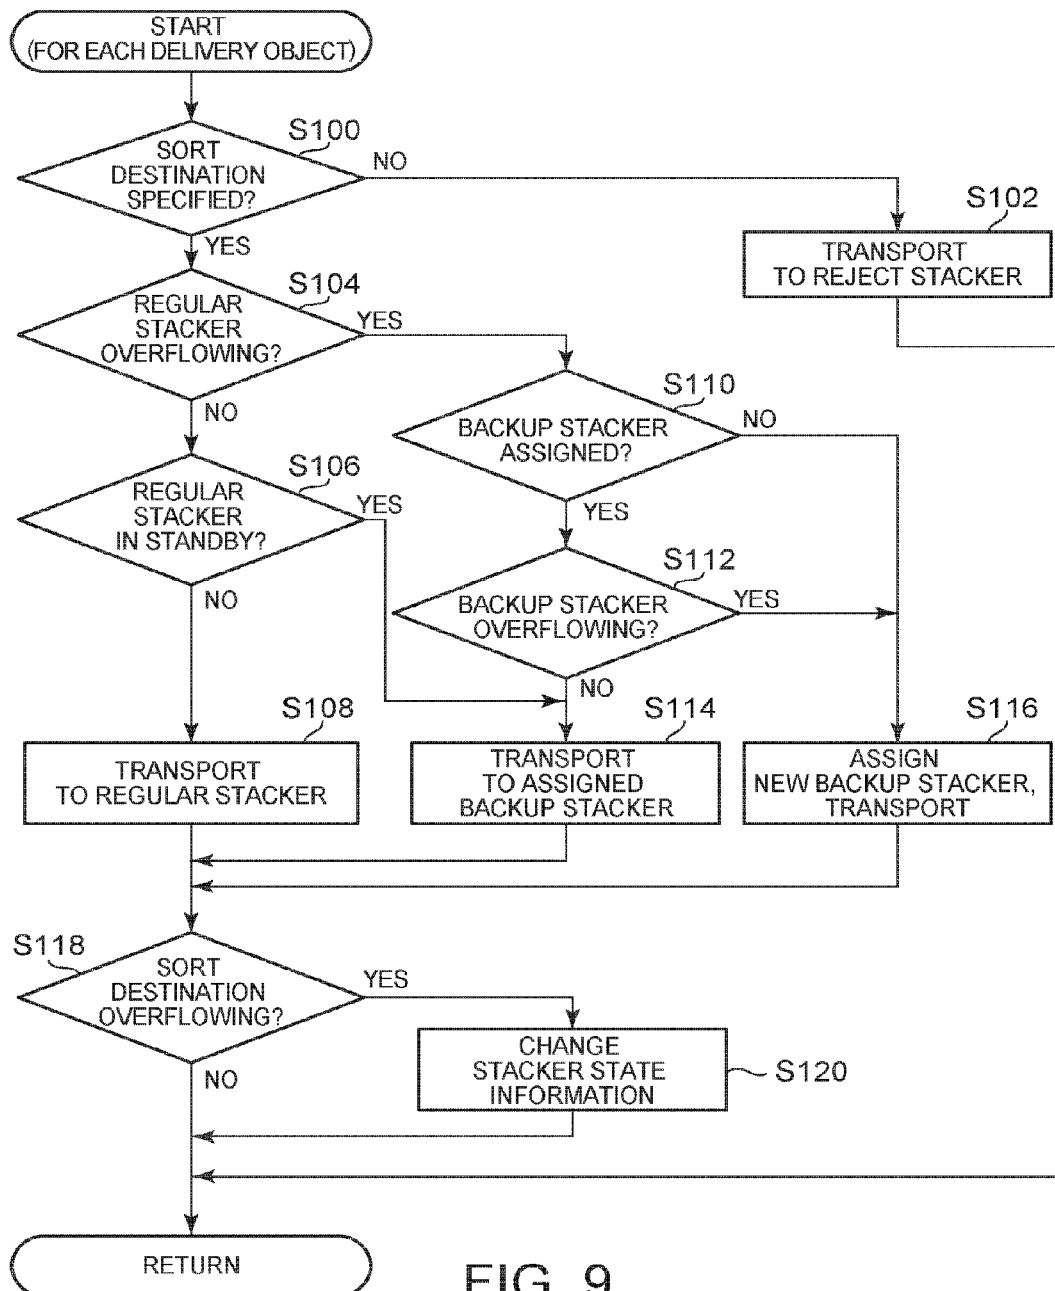 START
(FOR EACH DELIVERY OBJECT)
S100
SORT
DESTINATION
SPECIFIED?
NO
YES
S102
TRANSPORT
TO REJECT STACKER
S104
REGULAR
STACKER
OVERFLOWING?
YES
NO
S110
BACKUP STACKER
ASSIGNED?
NO
YES
S106
REGULAR
STACKER
IN STANDBY?
YES
NO
S112
BACKUP STACKER
OVERFLOWING?
YES
NO
S108
TRANSPORT
TO REGULAR STACKER
S114
TRANSPORT
TO ASSIGNED
BACKUP STACKER
S116
ASSIGN
NEW BACKUP STACKER,
TRANSPORT
S118
SORT
DESTINATION
OVERFLOWING?
YES
NO
CHANGE
STACKER STATE
INFORMATION
S120
RETURN
FIG. 9